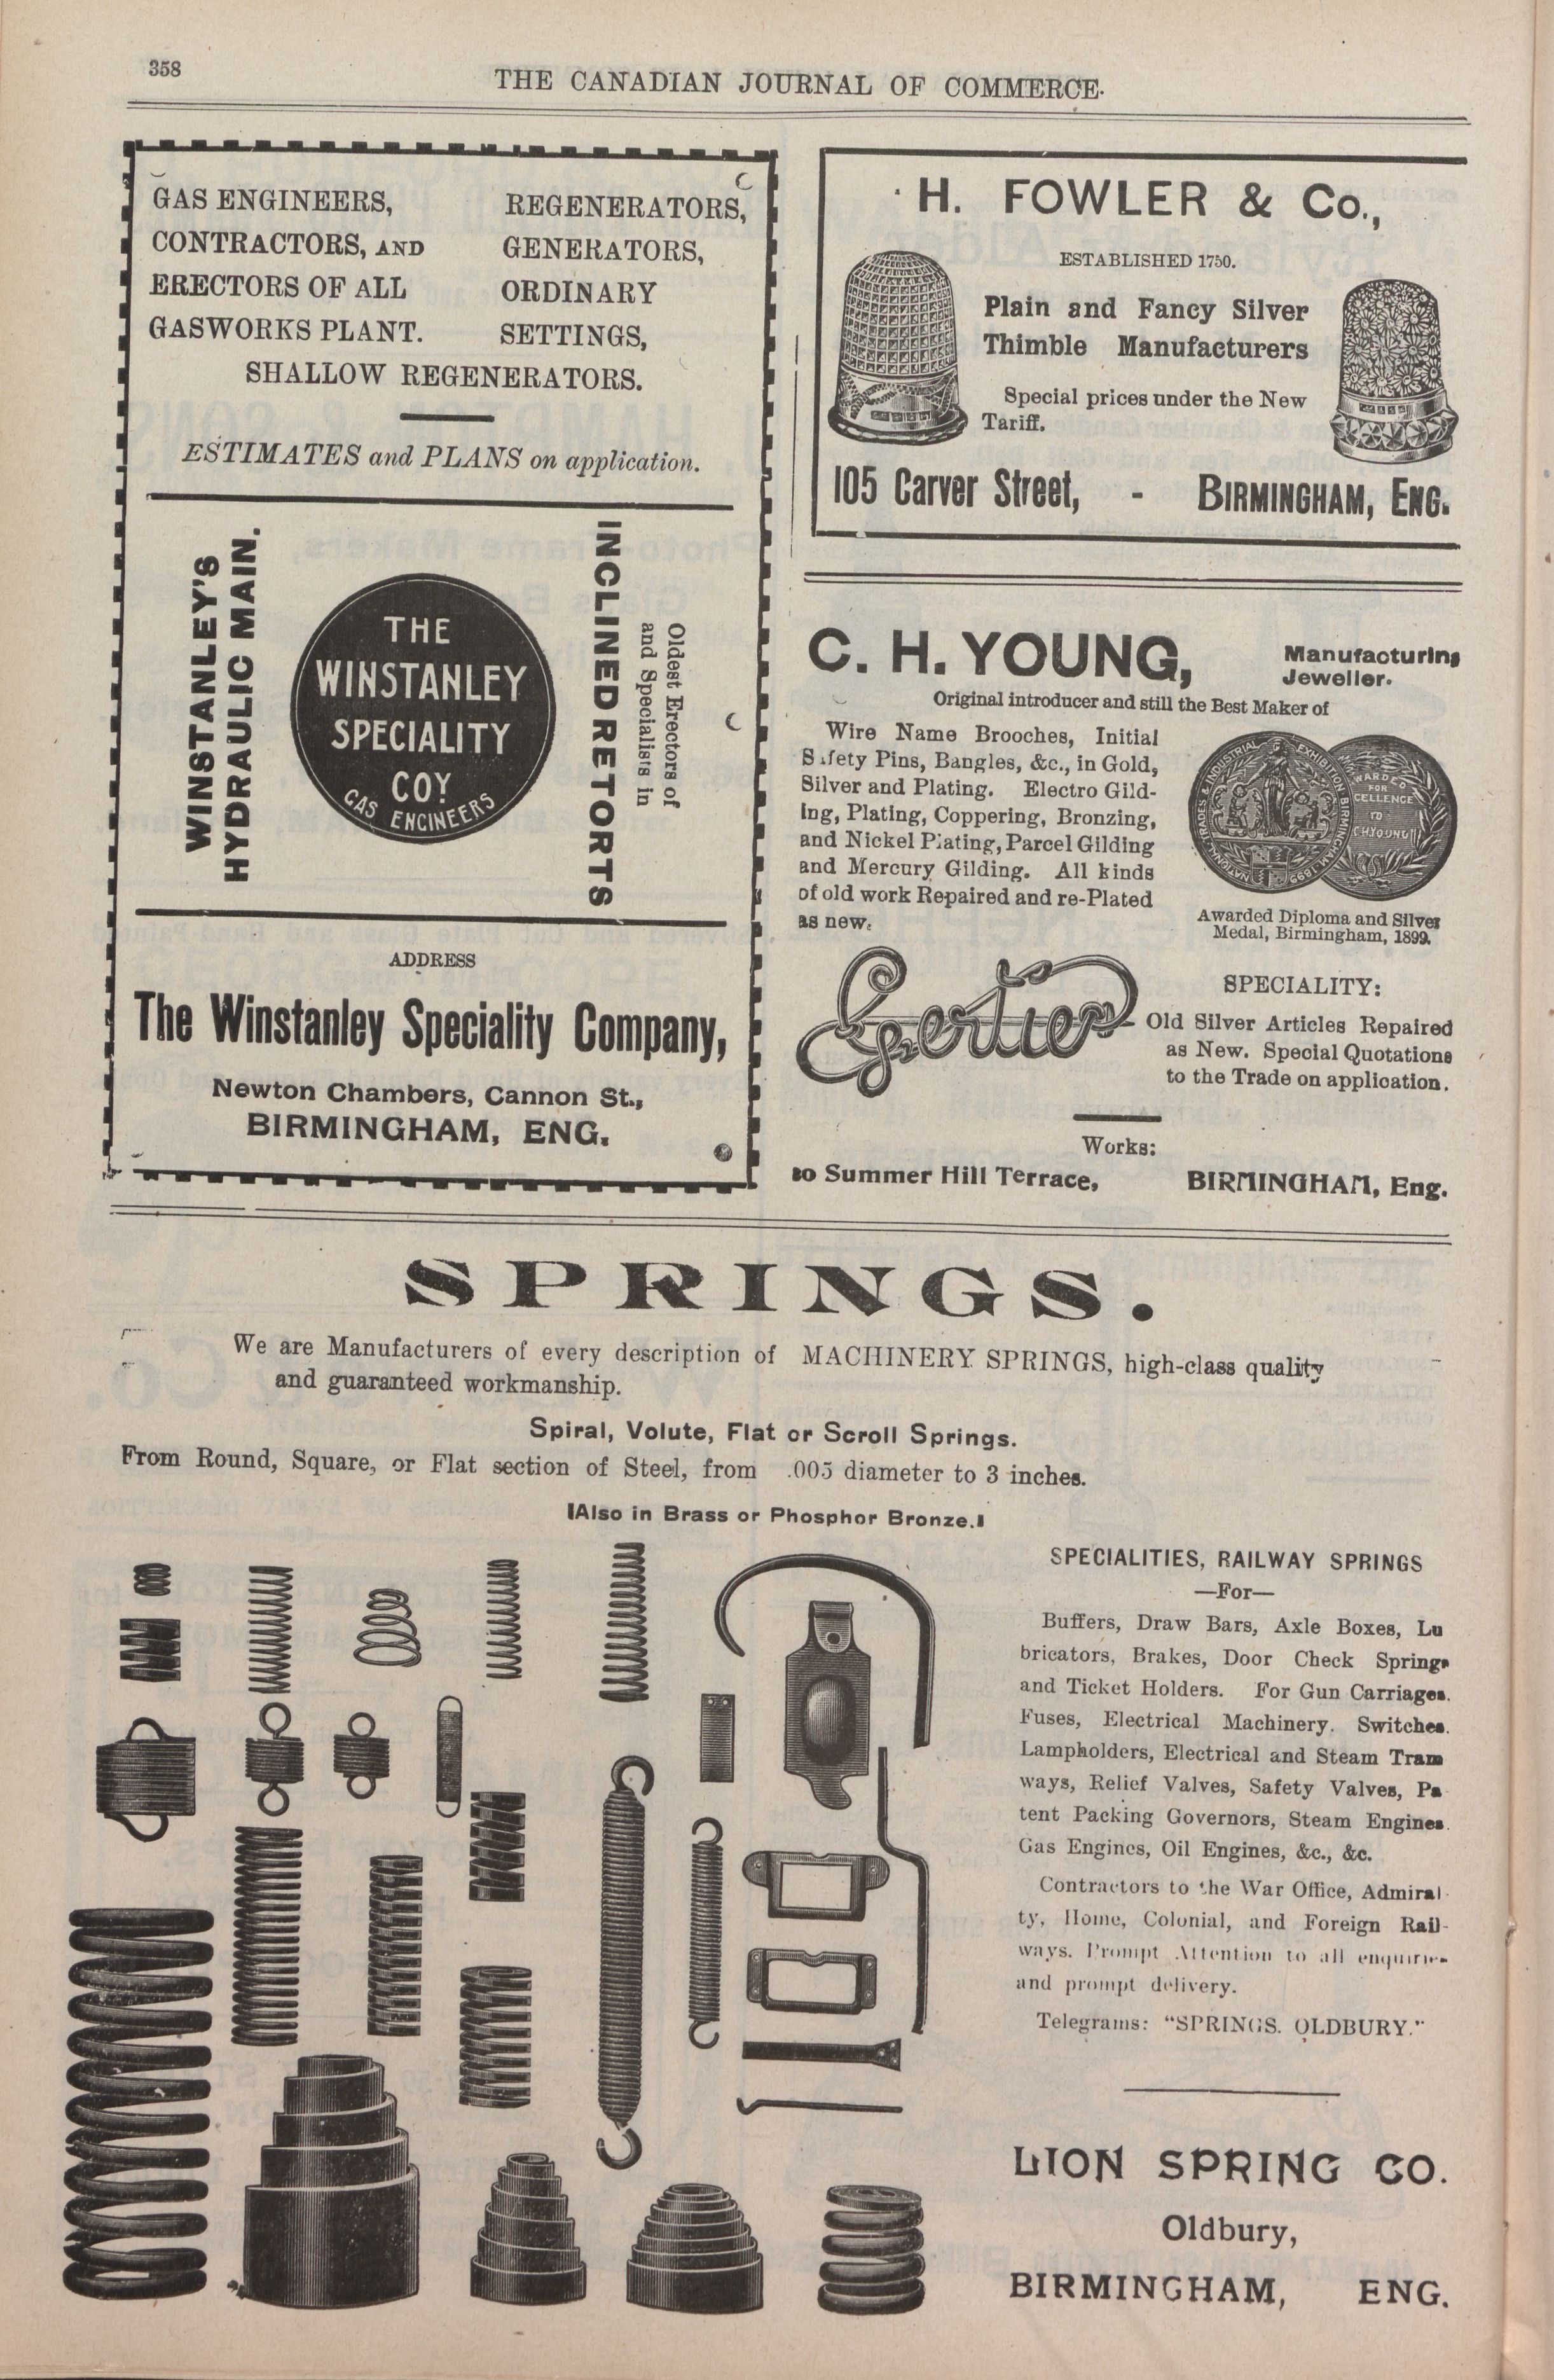 358
THE CANADIAN JOURNAL OF COMMERCE.
GAS ENGINEERS,
CONTRACTORS, AND
ERECTORS OF ALL
GASWORKS PLANT.
REGENERATORS,
GENERATORS,
ORDINARY
SETTINGS,
SHALLOW REGENERATORS.
ESTIMATES and PLANS on application.
WINSTANLEY'S
HYDRAULIC MAIN.
THE
WINSTANLEY
SPECIALITY
COY
GAS ENGINEERS
Oldest Erectors of
and Specialists in
INCLINED RETORTS
ADDRESS
The Winstanley Speciality Company,
Newton Chambers, Cannon St.,
BIRMINGHAM, ENG.
H. FOWLER & Co.,
ESTABLISHED 1750.
Plain and Fancy Silver
Thimble Manufacturers
Special prices under the New
Tariff.
105 Carver Street, - BIRMINGHAM, ENG.
C. H. YOUNG,
Manufacturing
Jeweller.
Original introducer and still the Best Maker of
Wire Name Brooches, Initial
Safety Pins, Bangles, &c., in Gold,
Silver and Plating. Electro Gild-
ing, Plating, Coppering, Bronzing,
and Nickel Plating, Parcel Gilding
and Mercury Gilding. All kinds
of old work Repaired and re-Plated
as new.
NATIONAL TRADES & INDUSTRIAL EXHIBITION BIRMINGHAM 1899
AWARDED
FOR
EXCELLENCE
TO
C.H.YOUNG
Awarded Diploma and Silver
Medal, Birmingham, 1899.
Gertie
SPECIALITY:
Old Silver Articles Repaired
as New. Special Quotations
to the Trade on application.
Works:
Summer Hill Terrace, BIRMINGHAM, Eng.
SPRINGS.
We are Manufacturers of every description of MACHINERY SPRINGS, high-class quality
and guaranteed workmanship.
Spiral, Volute, Flat or Scroll Springs.
From Round, Square, or Flat section of Steel, from .005 diameter to 3 inches.
Also in Brass or Phosphor Bronze.
SPECIALITIES, RAILWAY SPRINGS
—For—
Buffers, Draw Bars, Axle Boxes, Lu
bricators, Brakes, Door Check Springs
and Ticket Holders. For Gun Carriages.
Fuses, Electrical Machinery. Switches.
Lampholders, Electrical and Steam Tram
ways, Relief Valves, Safety Valves, Pa
tent Packing Governors, Steam Engines.
Gas Engines, Oil Engines, &c., &c.
Contractors to the War Office, Admiral-
ty, Home, Colonial, and Foreign Rail-
ways. Prompt Attention to all enquiries
and prompt delivery.
Telegrams: "SPRINGS. OLDBURY."
LION SPRING CO.
Oldbury,
BIRMINGHAM, ENG.